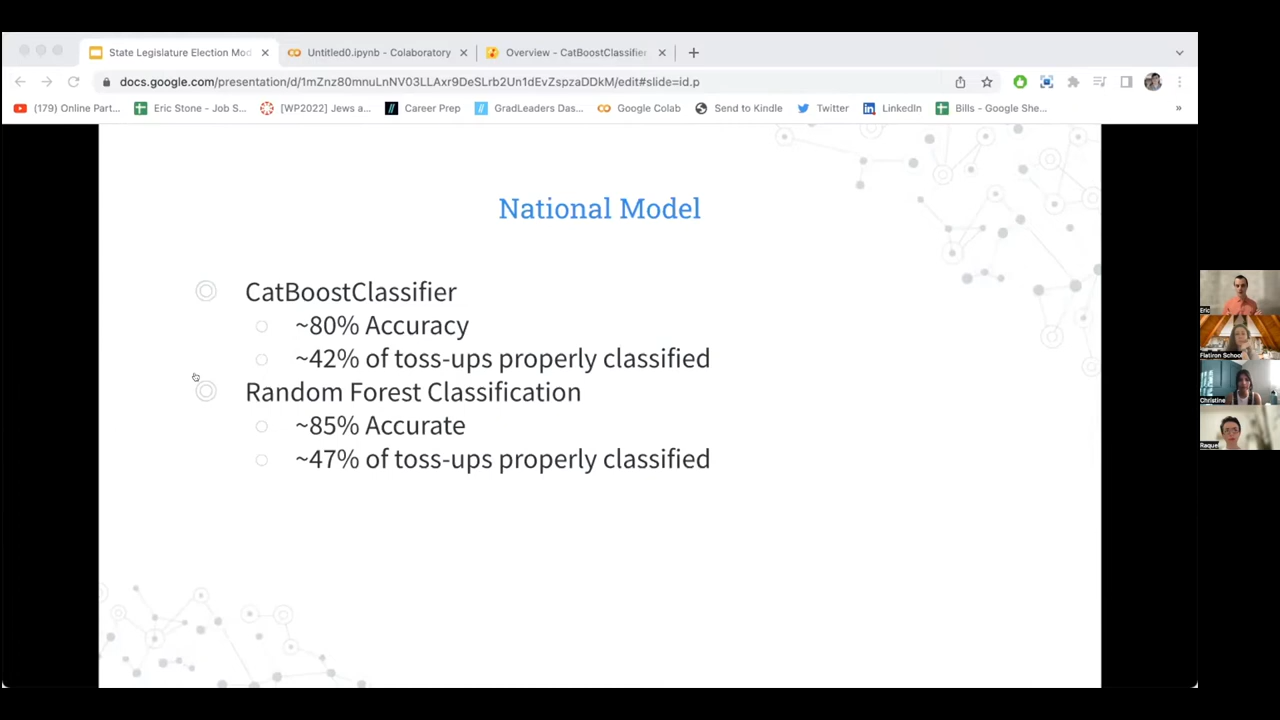 State Legislature Election Mod
Untitled0.ipynb - Colaboratory
Overview - CatBoostClassifier
docs.google.com/presentation/d/1mZnz80mnuLnNV03LLAxr9DeSLrb2Un1dEvZspzaDDkM/edit#slide=id.p
(179) Online Part...
Eric Stone - Job S...
[WP2022] Jews a...
Career Prep
GradLeaders Das...
Google Colab
Send to Kindle
Twitter
LinkedIn
Bills - Google She...
»
National Model
CatBoostClassifier
~80% Accuracy
~42% of toss-ups properly classified
Random Forest Classification
~85% Accurate
~47% of toss-ups properly classified
Eric
Flatiron School
Christine
Raquel